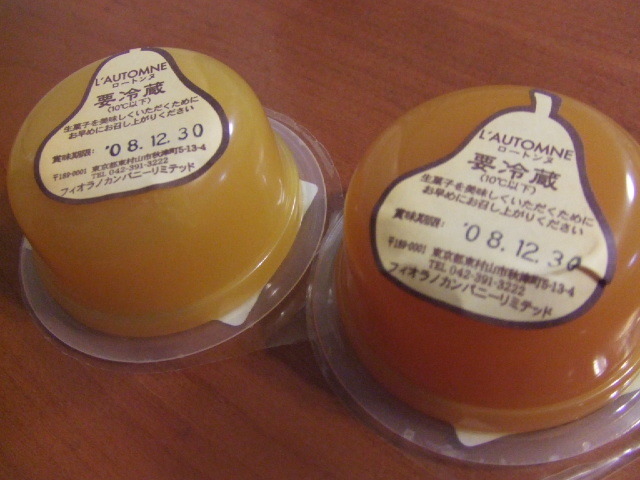 L'AUTOMNE
ロートンヌ
要冷蔵
(10℃以下)
生菓子を美味しくいただくために
お早めにお召し上がりください
賞味期限: '08.12.30
〒189-0001 東京都東村山市秋津町5-13-4
TEL 042-391-3222
フィオラノカンパニーリミテッド
L'AUTOMNE
ロートンヌ
要冷蔵
(10℃以下)
生菓子を美味しくいただくために
お早めにお召し上がりください
賞味期限: '08.12.30
〒189-0001 東京都東村山市秋津町5-13-4
TEL 042-391-3222
フィオラノカンパニーリミテッド